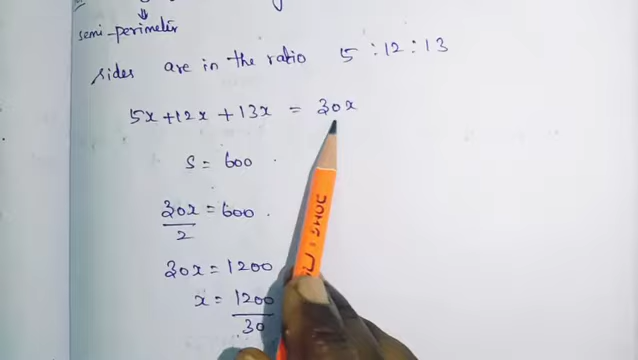 semi-perimeter
sides are in the ratio 5 : 12 : 13
5x + 12x + 13x = 30x
s = 600
30x/2 = 600
30x = 1200
x = 1200/30